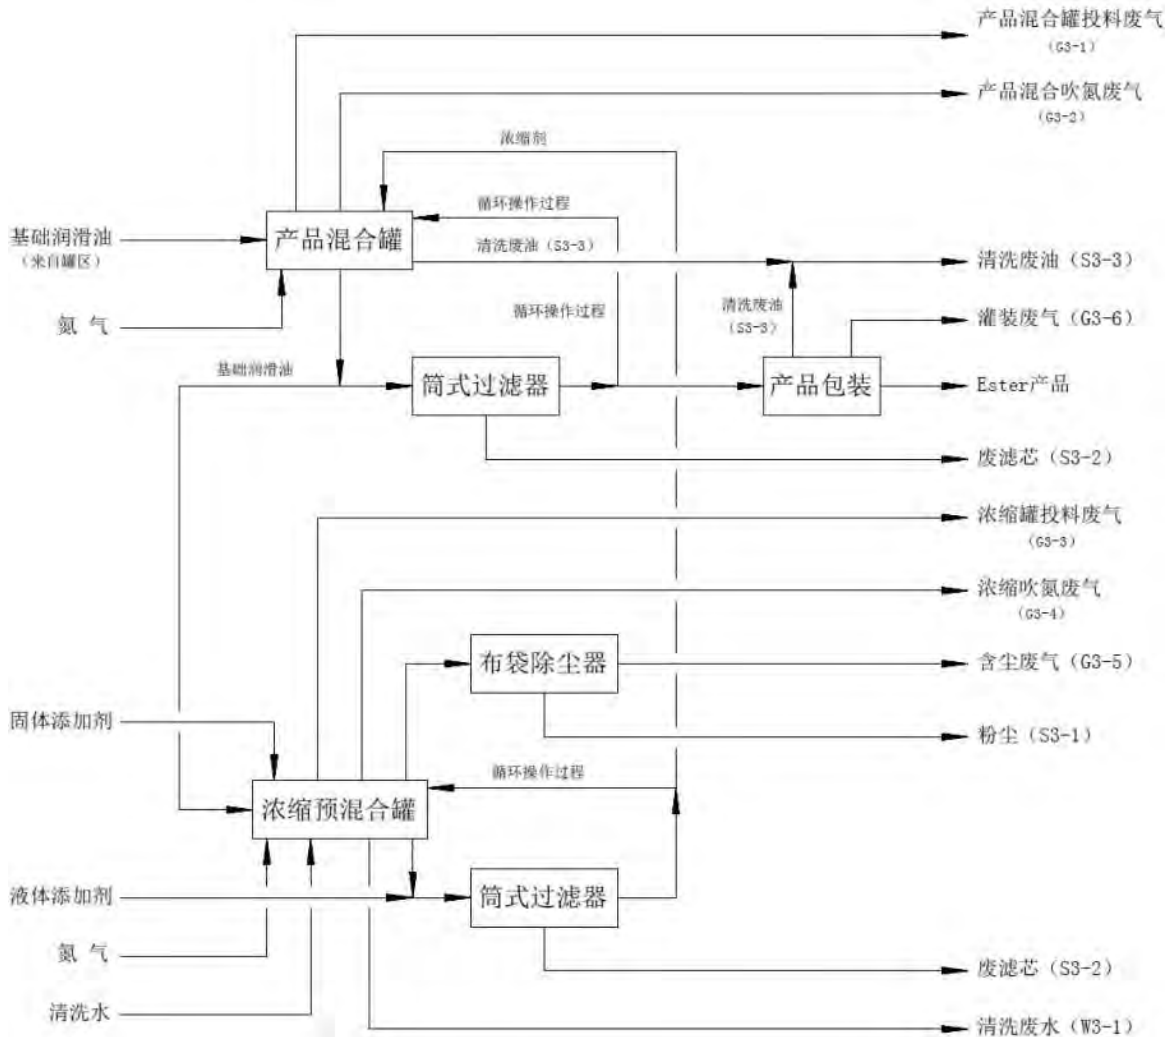 产品混合罐投料废气
(G3-1)
产品混合吹氮废气
(G3-2)
浓缩剂
循环操作过程
基础润滑油
(来自罐区)
产品混合罐
清洗废油(S3-3)
清洗废油(S3-3)
氮 气
循环操作过程
清洗废油
(S3-3)
灌装废气(G3-6)
基础润滑油
筒式过滤器
产品包装
Ester产品
废滤芯(S3-2)
浓缩罐投料废气
(G3-3)
浓缩吹氮废气
(G3-4)
布袋除尘器
含尘废气(G3-5)
固体添加剂
粉尘(S3-1)
循环操作过程
浓缩预混合罐
液体添加剂
筒式过滤器
氮 气
废滤芯(S3-2)
清洗水
清洗废水(W3-1)